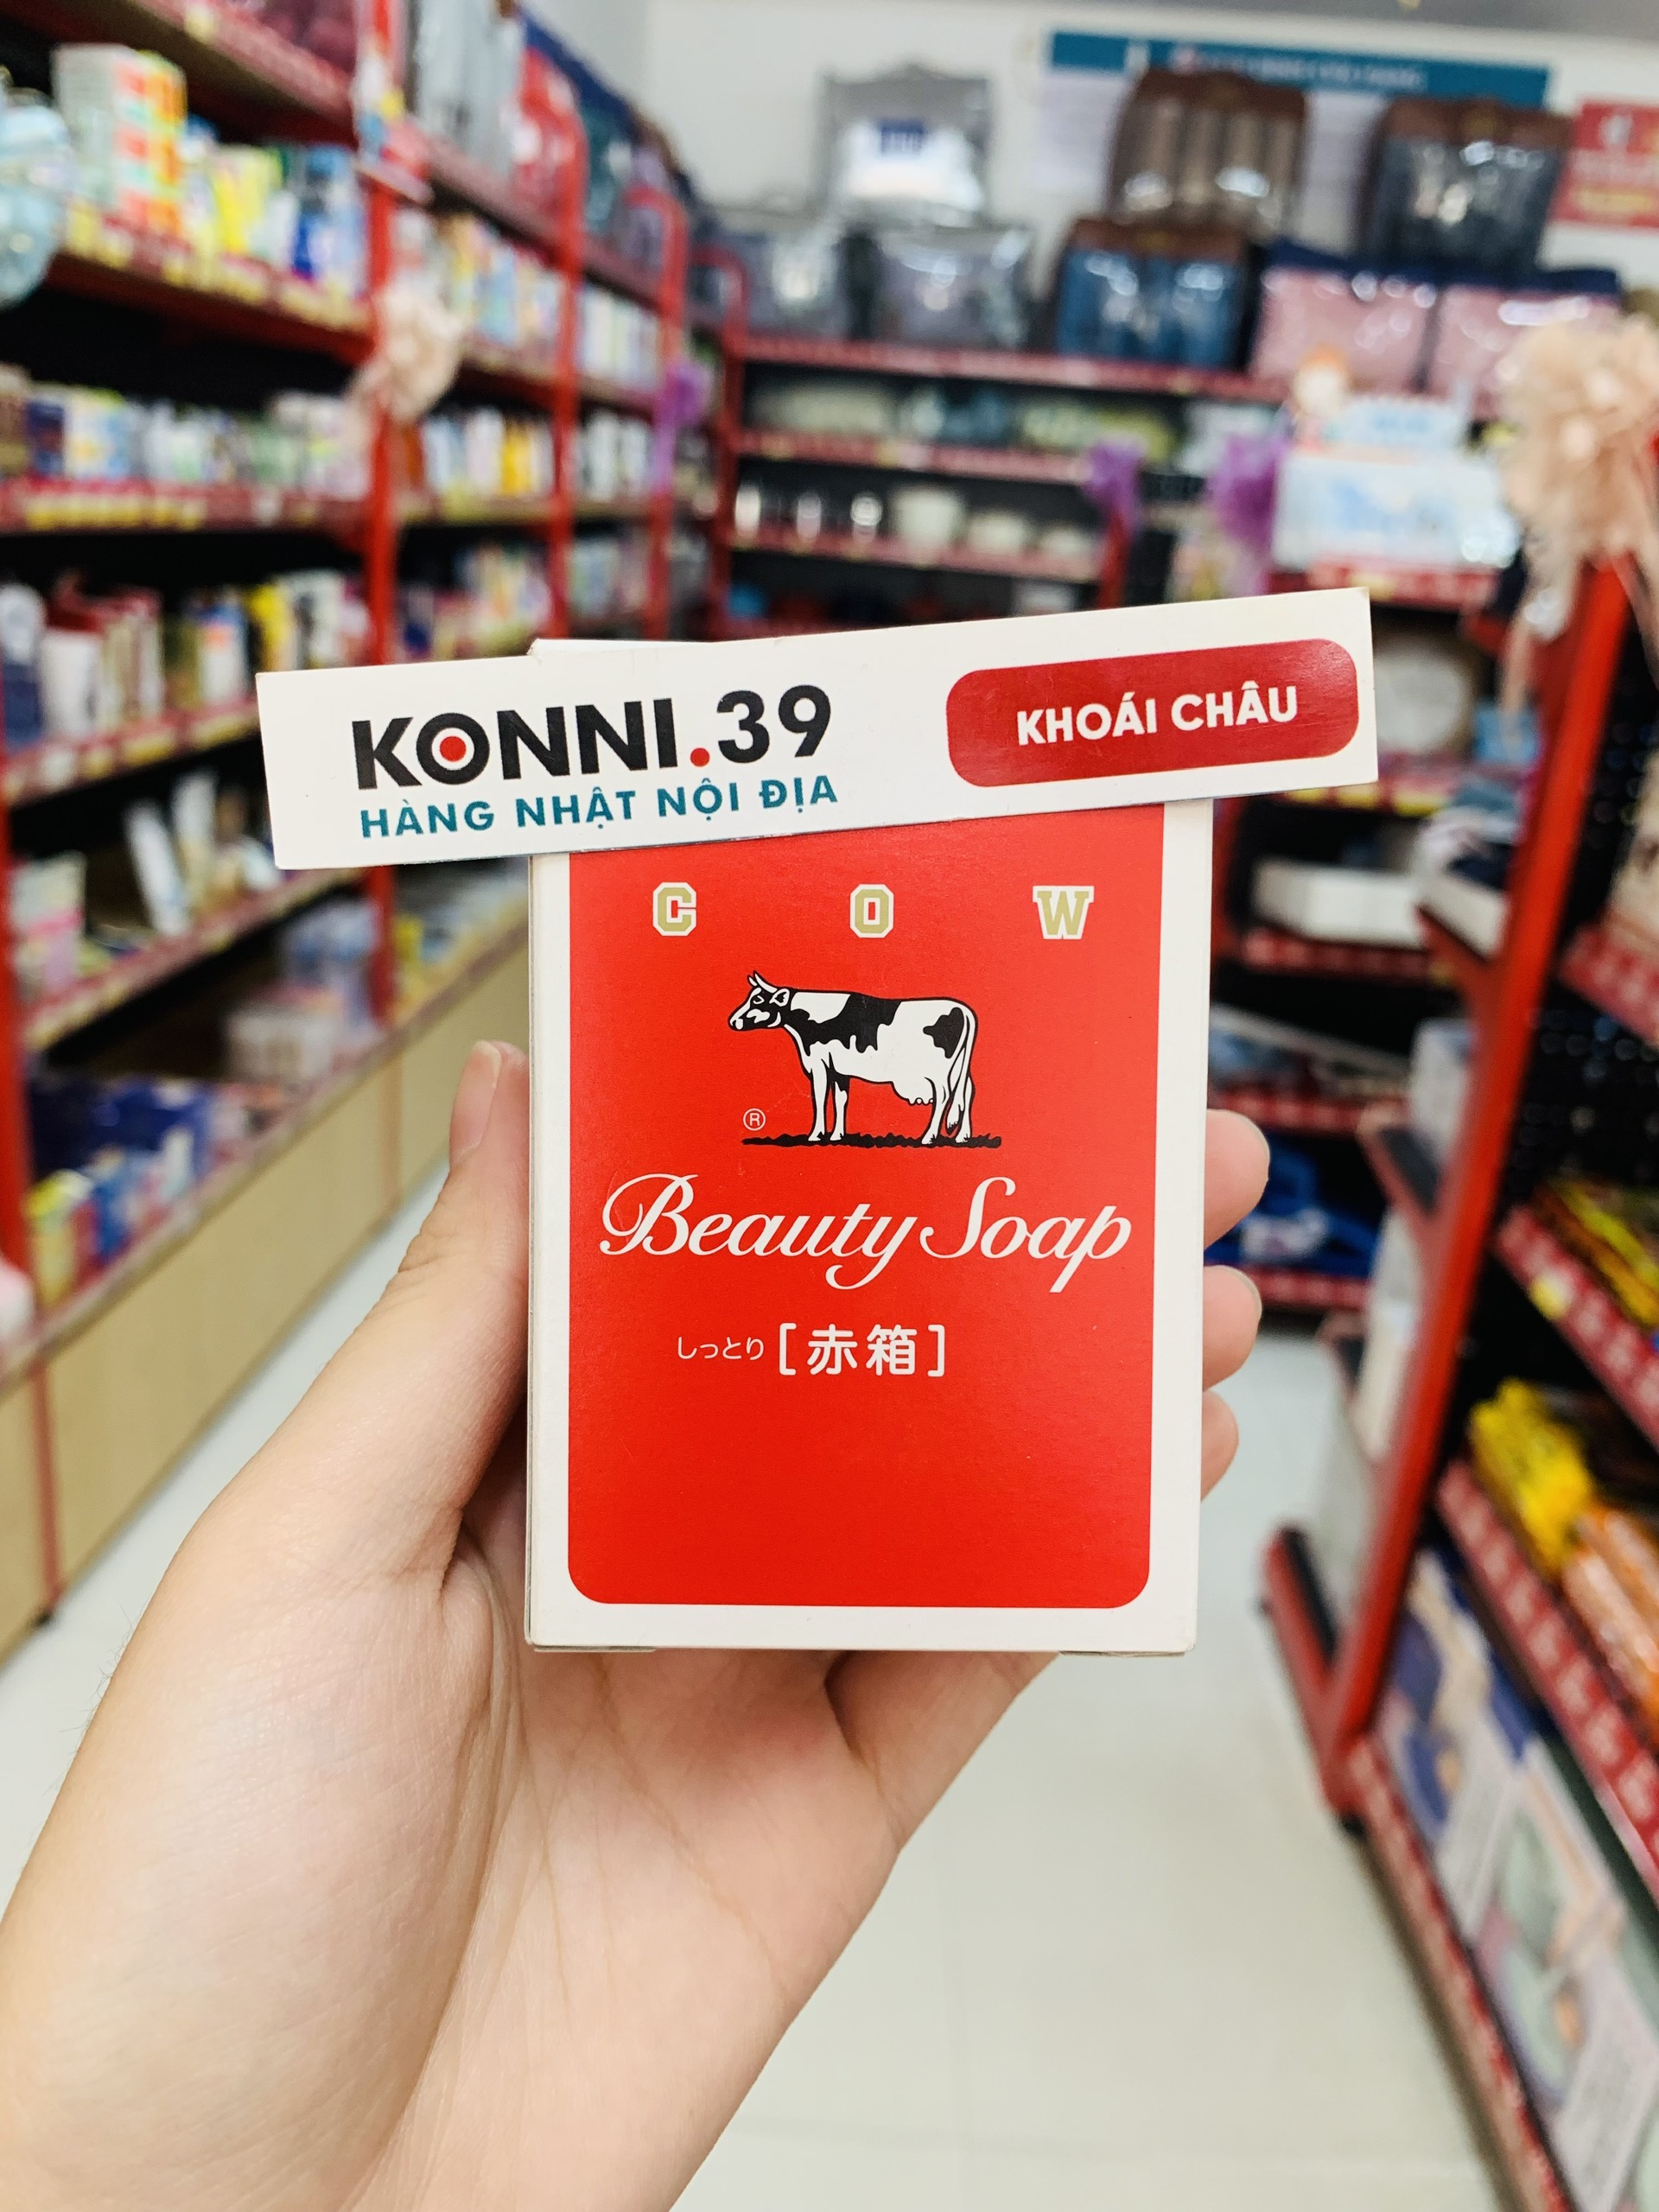 KONNI.39
HÀNG NHẬT NỘI ĐỊA
KHOÁI CHÂU
COW
®
Beauty Soap
しっとり [赤箱]